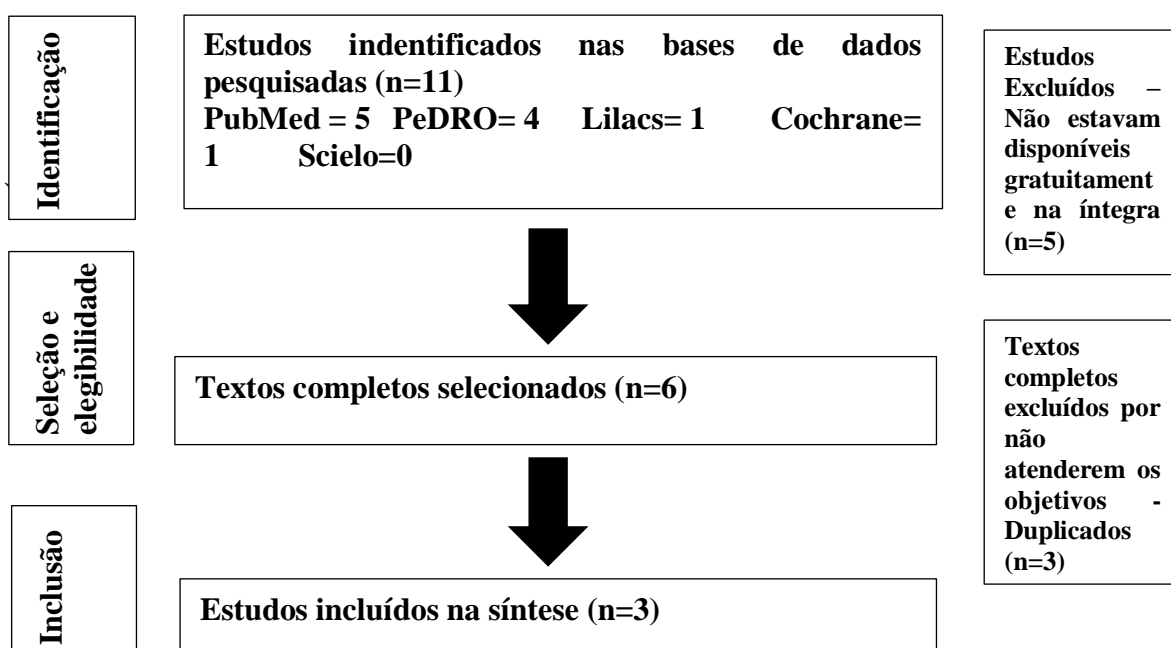 Identificação
Estudos indentificados nas bases de dados
pesquisadas (n=11)
PubMed = 5 PeDRO= 4 Lilacs= 1 Cochrane=
1 Scielo=0
Estudos
Excluídos –
Não estavam
disponíveis
gratuitament
e na íntegra
(n=5)
Seleção e
elegibilidade
Textos completos selecionados (n=6)
Textos
completos
excluídos por
não
atenderem os
objetivos -
Duplicados
(n=3)
Inclusão
Estudos incluídos na síntese (n=3)